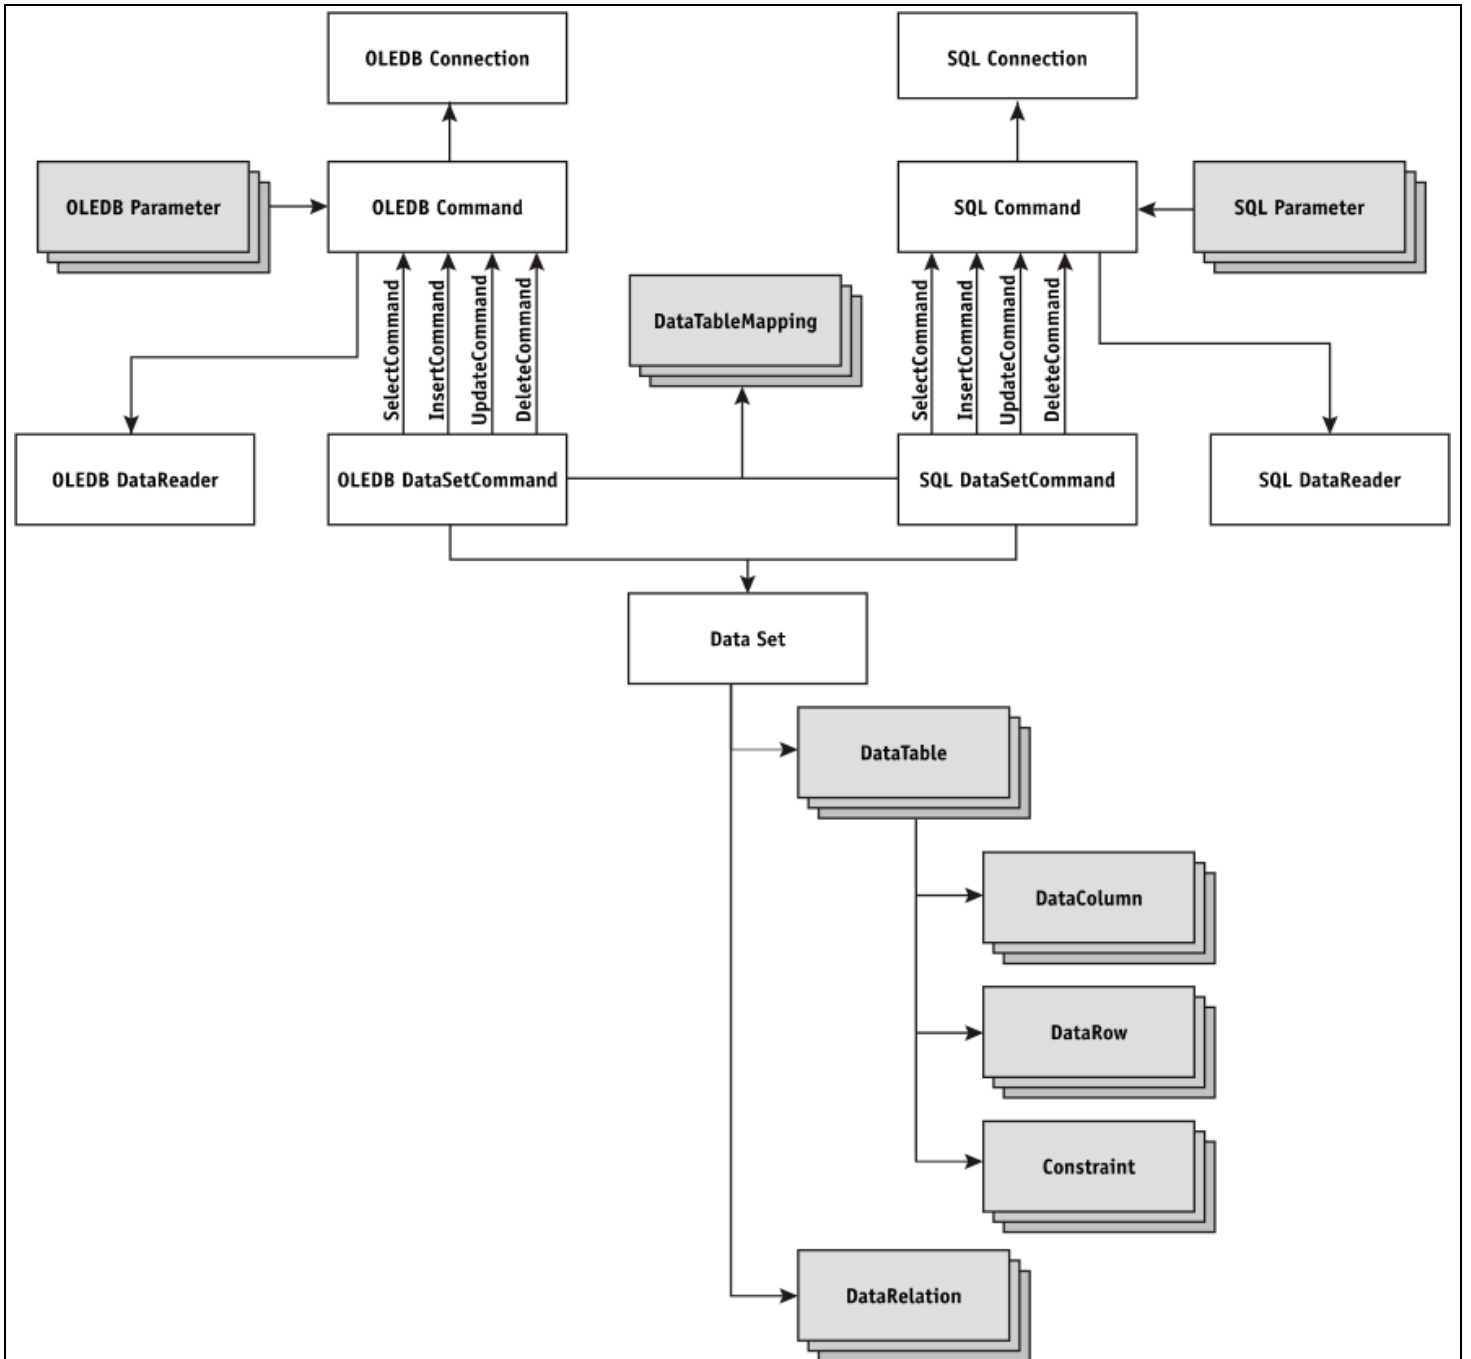 OLEDB Connection
SQL Connection
OLEDB Parameter
OLEDB Command
SQL Command
SQL Parameter
DataTableMapping
SelectCommand
InsertCommand
UpdateCommand
DeleteCommand
SelectCommand
InsertCommand
UpdateCommand
DeleteCommand
OLEDB DataReader
OLEDB DataSetCommand
SQL DataSetCommand
SQL DataReader
Data Set
DataTable
DataColumn
DataRow
Constraint
DataRelation